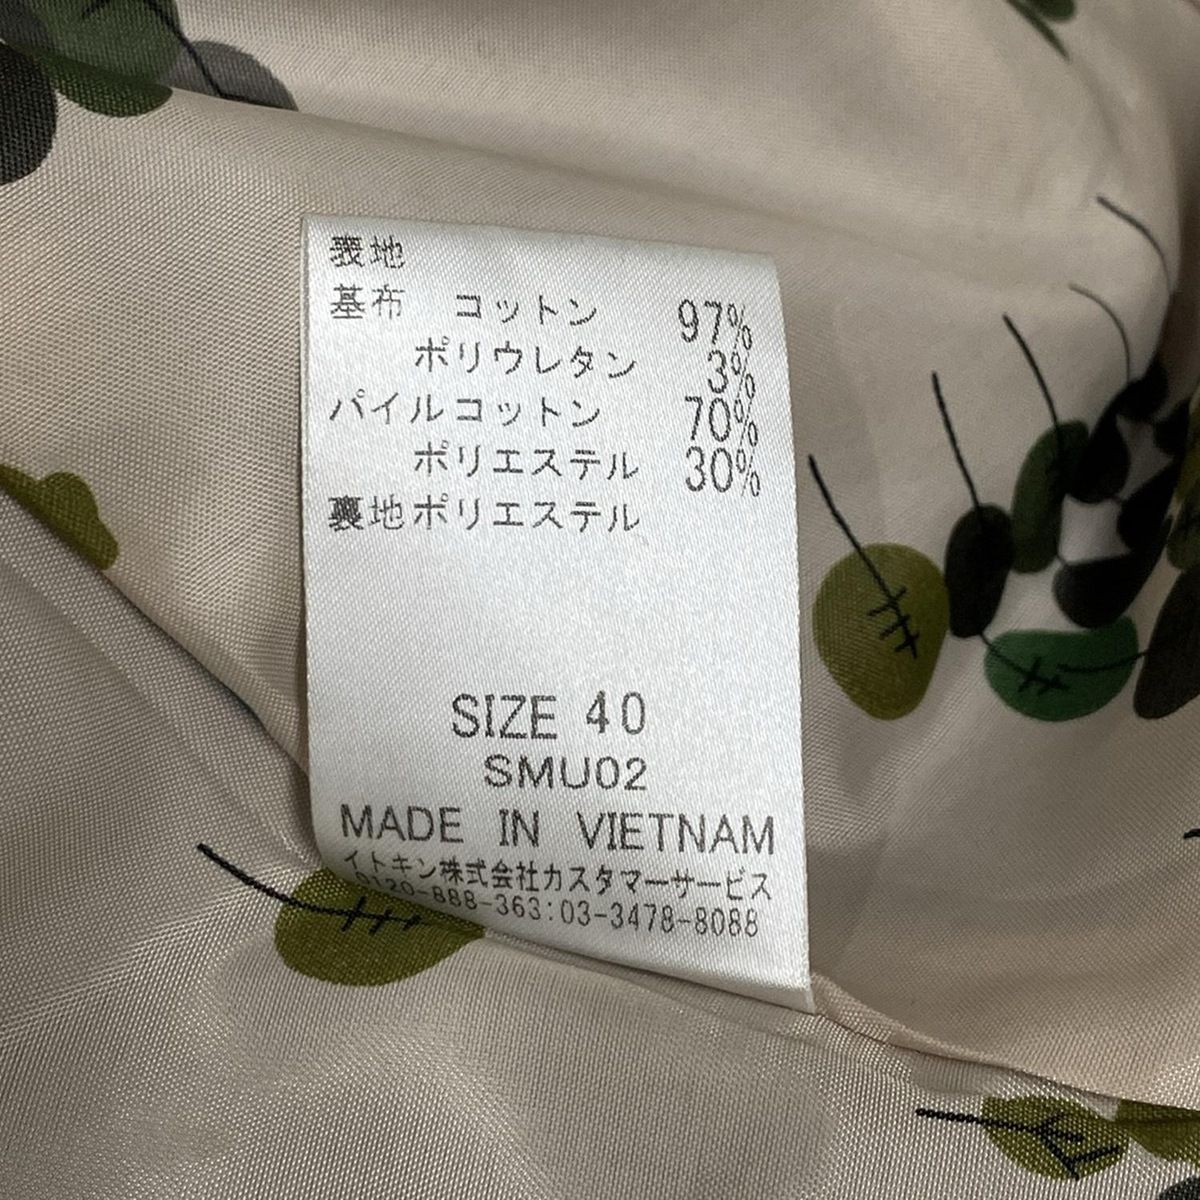 表地
基布 コットン 97%
ポリウレタン 3%
パイルコットン 70%
ポリエステル 30%
裏地ポリエステル
SIZE 40
SMU02
MADE IN VIETNAM
イトキン株式会社カスタマーサービス
0120-888-363:03-3478-8088